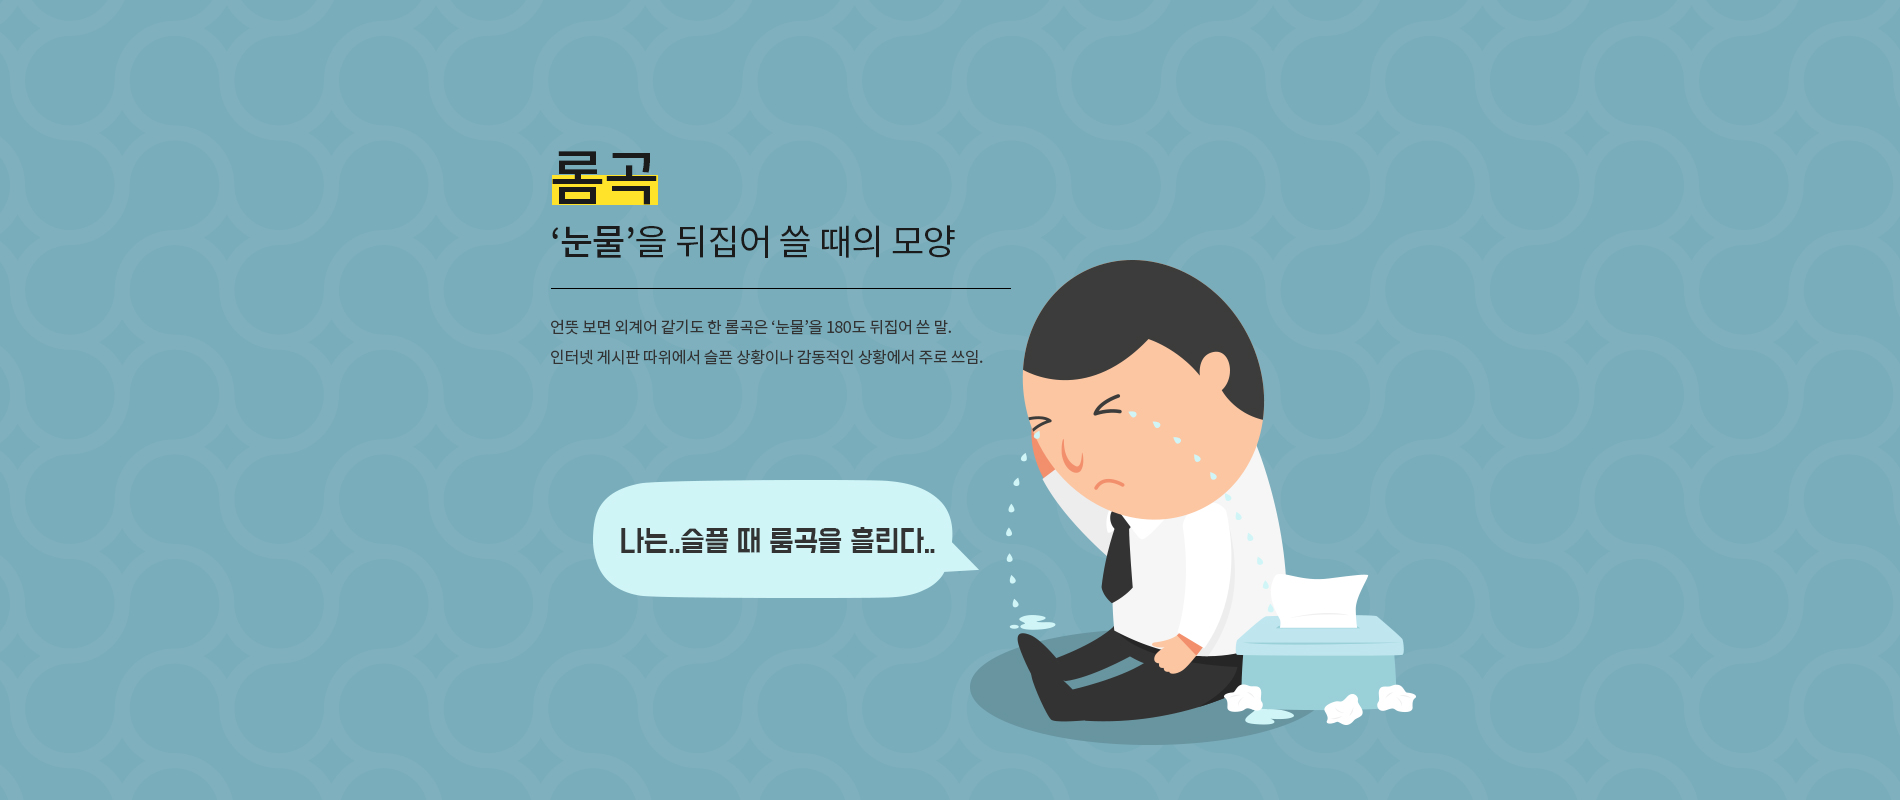 롬곡
‘눈물’을 뒤집어 쓸 때의 모양
언뜻 보면 외계어 같기도 한 롬곡은 ‘눈물’을 180도 뒤집어 쓴 말.
인터넷 게시판 따위에서 슬픈 상황이나 감동적인 상황에서 주로 쓰임.
나는..슬플 때 롬곡을 흘린다..